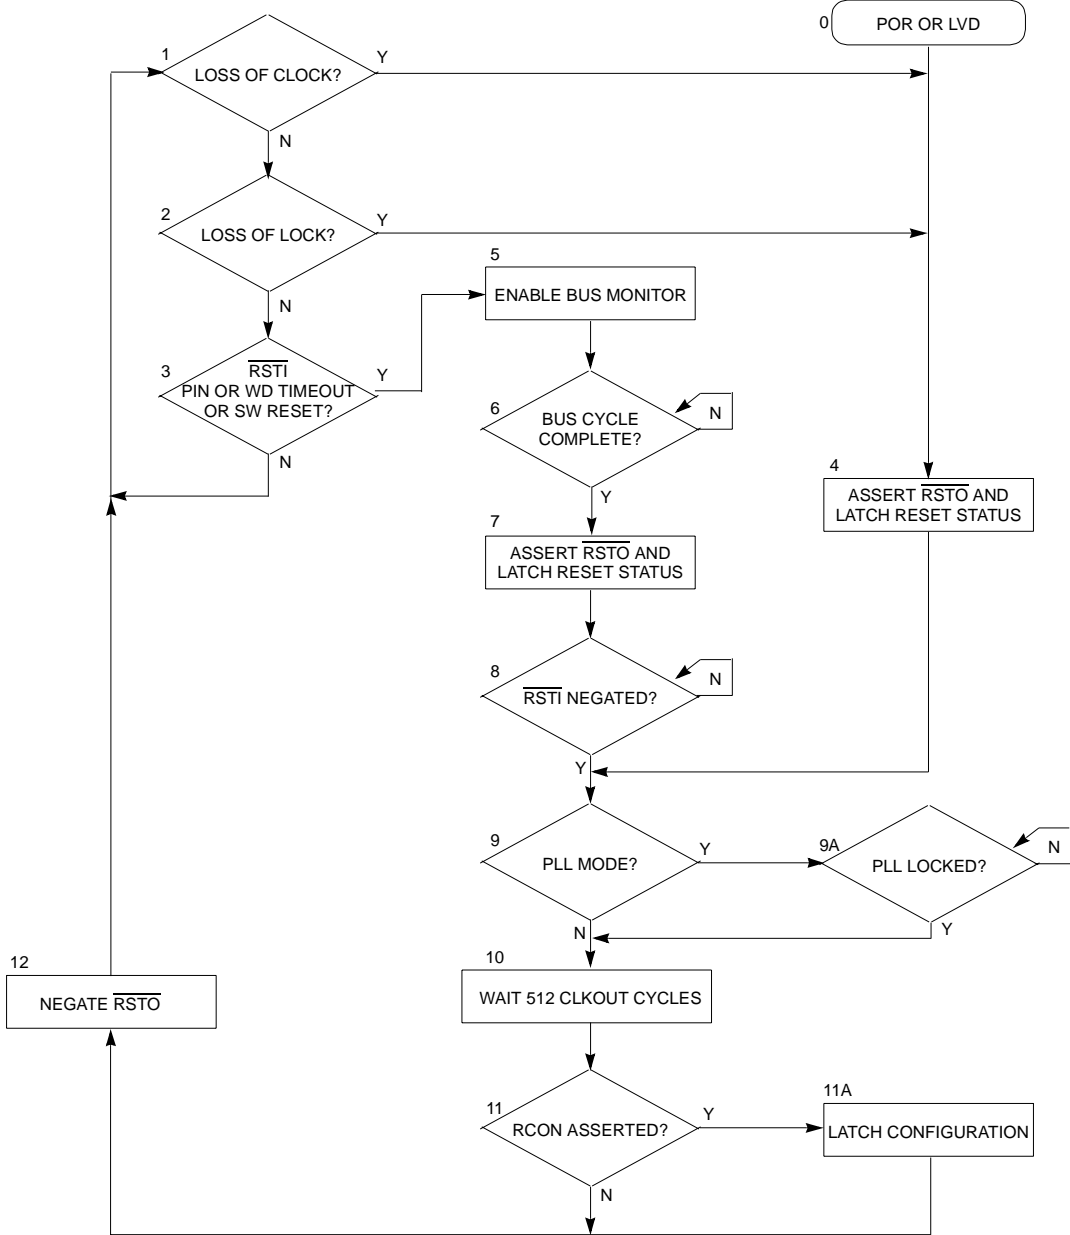 0
POR OR LVD
1
LOSS OF CLOCK?
Y
N
2
LOSS OF LOCK?
Y
N
3
RSTI
PIN OR WD TIMEOUT
OR SW RESET?
Y
N
5
ENABLE BUS MONITOR
6
BUS CYCLE
COMPLETE?
N
Y
4
ASSERT RSTO AND
LATCH RESET STATUS
7
ASSERT RSTO AND
LATCH RESET STATUS
8
RSTI NEGATED?
N
Y
9
PLL MODE?
Y
N
9A
PLL LOCKED?
N
Y
10
WAIT 512 CLKOUT CYCLES
11
RCON ASSERTED?
Y
N
11A
LATCH CONFIGURATION
12
NEGATE RSTO